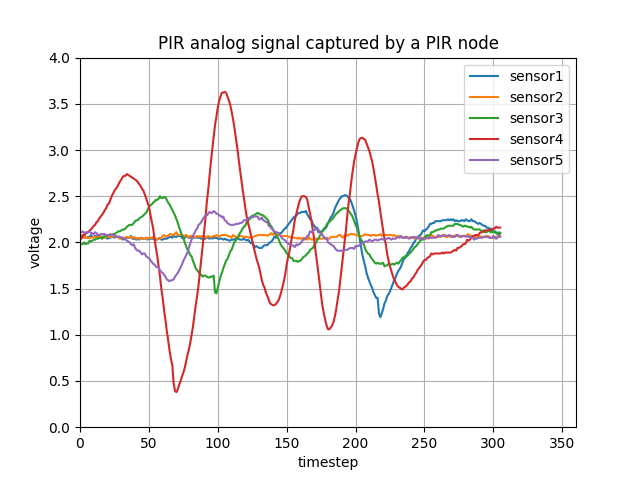 PIR analog signal captured by a PIR node
4.0
3.5
3.0
2.5
2.0
1.5
1.0
0.5
0.0
voltage
sensor1
sensor2
sensor3
sensor4
sensor5
0 50 100 150 200 250 300 350
timestep